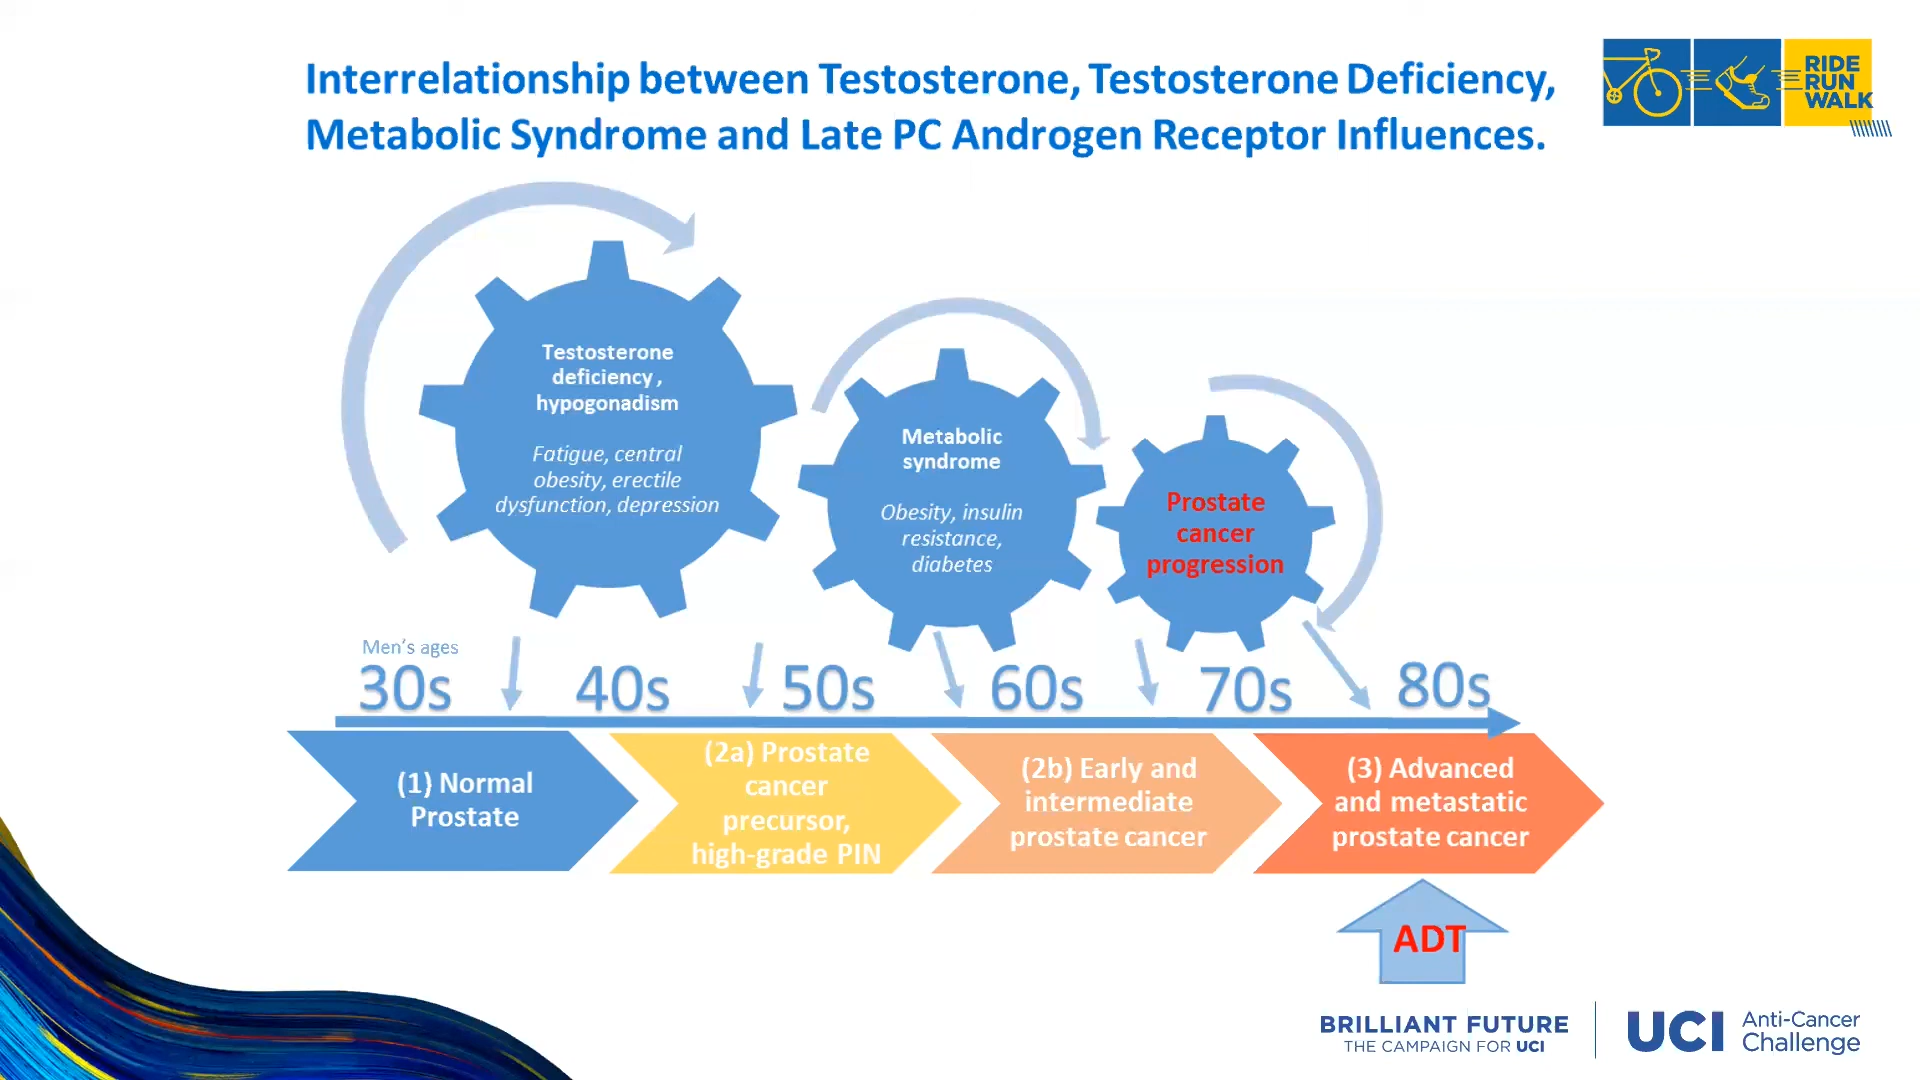 Interrelationship between Testosterone, Testosterone Deficiency,
Metabolic Syndrome and Late PC Androgen Receptor Influences.
RIDE
RUN
WALK
Testosterone
deficiency ,
hypogonadism
Fatigue, central
obesity, erectile
dysfunction, depression
Metabolic
syndrome
Obesity, insulin
resistance,
diabetes
Prostate
cancer
progression
Men's ages
30s 40s 50s 60s 70s 80s
(1) Normal
Prostate
(2a) Prostate
cancer
precursor,
high-grade PIN
(2b) Early and
intermediate
prostate cancer
(3) Advanced
and metastatic
prostate cancer
ADT
BRILLIANT FUTURE
THE CAMPAIGN FOR UCI
UCI Anti-Cancer
Challenge